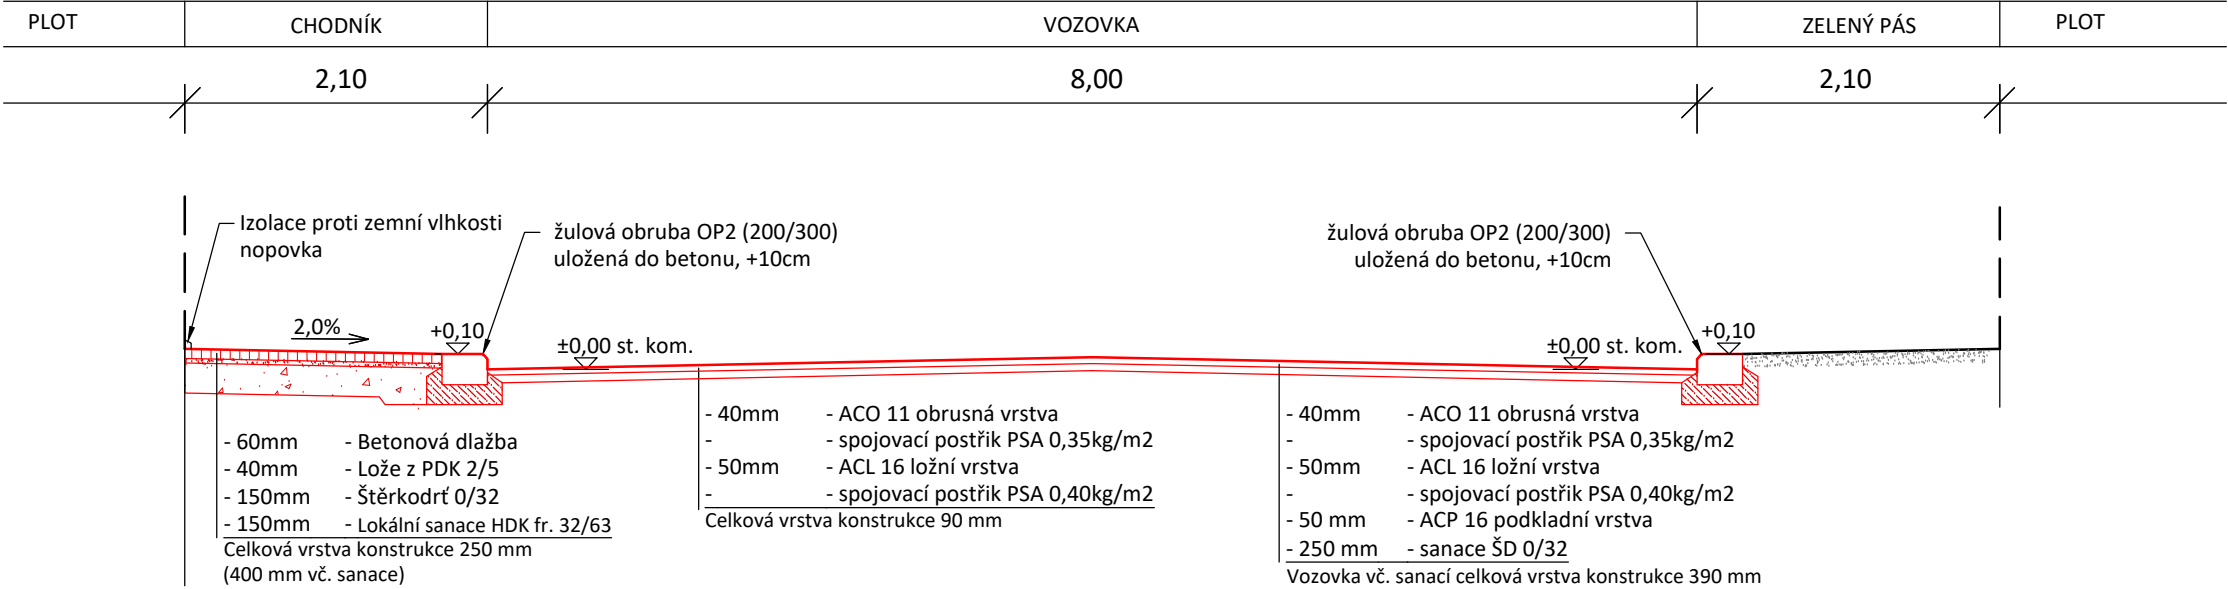 PLOT CHODNÍK VOZOVKA ZELENÝ PÁS PLOT
2,10 8,00 2,10
Izolace proti zemní vlhkosti
nopovka
žulová obruba OP2 (200/300)
uložená do betonu, +10cm
žulová obruba OP2 (200/300)
uložená do betonu, +10cm
2,0%
+0,10
±0,00 st. kom.
±0,00 st. kom.
+0,10
- 60mm - Betonová dlažba
- 40mm - Lože z PDK 2/5
- 150mm - Štěrkodrť 0/32
- 150mm - Lokální sanace HDK fr. 32/63
Celková vrstva konstrukce 250 mm
(400 mm vč. sanace)
- 40mm - ACO 11 obrusná vrstva
- - spojovací postřik PSA 0,35kg/m2
- 50mm - ACL 16 ložní vrstva
- - spojovací postřik PSA 0,40kg/m2
Celková vrstva konstrukce 90 mm
- 40mm - ACO 11 obrusná vrstva
- - spojovací postřik PSA 0,35kg/m2
- 50mm - ACL 16 ložní vrstva
- - spojovací postřik PSA 0,40kg/m2
- 50 mm - ACP 16 podkladní vrstva
- 250 mm - sanace ŠD 0/32
Vozovka vč. sanací celková vrstva konstrukce 390 mm